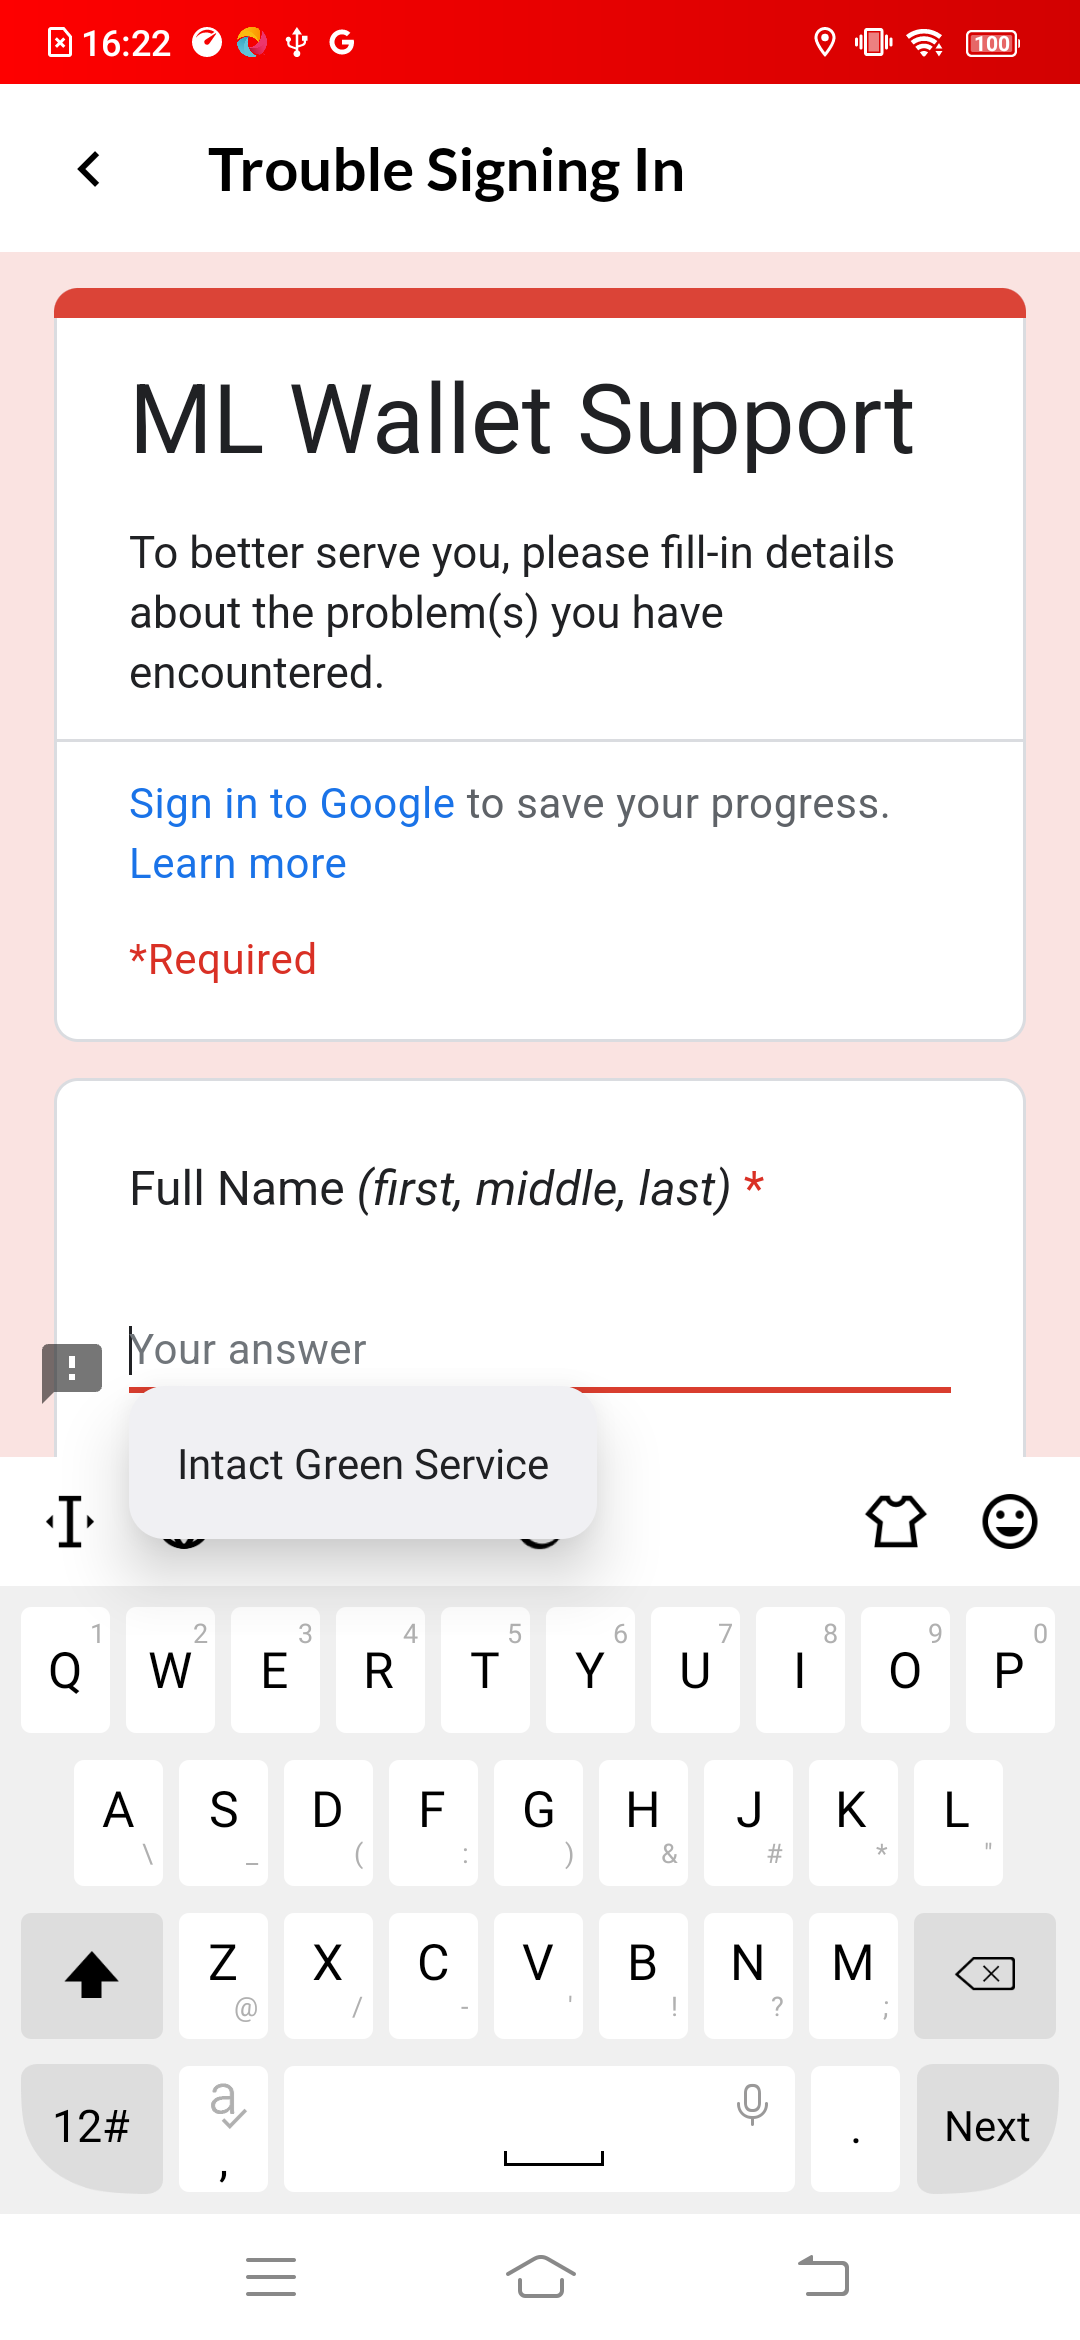 16:22
100
Trouble Signing In
ML Wallet Support
To better serve you, please fill-in details
about the problem(s) you have
encountered.
Sign in to Google to save your progress.
Learn more
*Required
Full Name (first, middle, last) *
Your answer
Intact Green Service
Q 1 W 2 E 3 R 4 T 5 Y 6 U 7 I 8 O 9 P 0
A \ S _ D ( F : G ) H & J # K * L "
Z @ X / C - V ' B ! N ? M ;
12# a , . Next